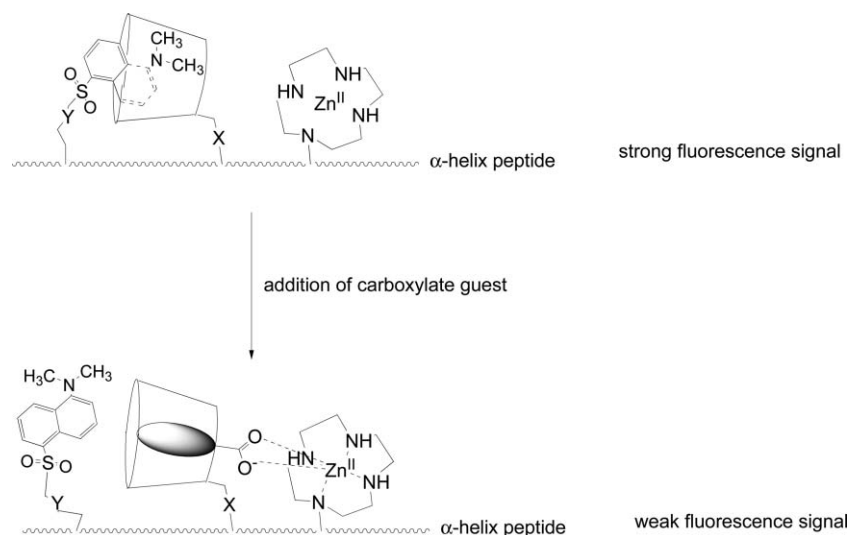 CH₃
N
CH₃
O
S
O
Y
X
HN
NH
Znᴵᴵ
NH
N
α-helix peptide
strong fluorescence signal
addition of carboxylate guest
H₃C
CH₃
N
O
S
O
Y
O
O-
X
HN
NH
Znᴵᴵ
NH
N
α-helix peptide
weak fluorescence signal